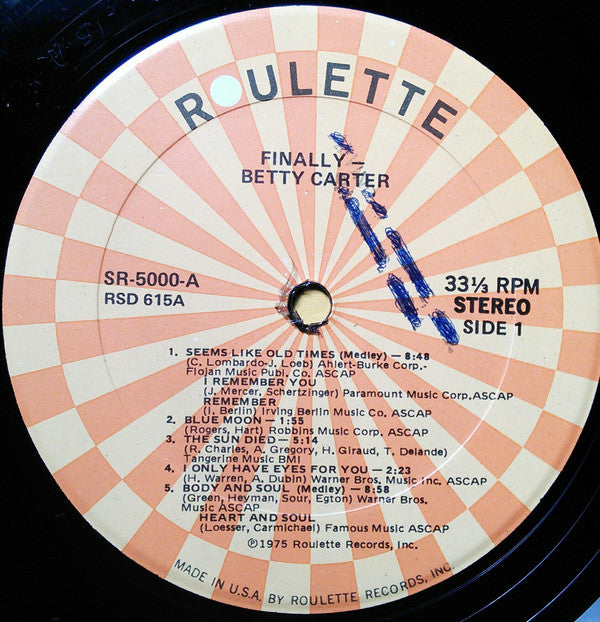 ROULETTE
FINALLY —
BETTY CARTER
SR-5000-A
RSD 615A
33⅓ RPM
STEREO
SIDE 1
1. SEEMS LIKE OLD TIMES (Medley) — 8:48
(C. Lombardo-J. Loeb) Ahlert-Burke Corp.-
Flojan Music Publ. Co. ASCAP
I REMEMBER YOU
(J. Mercer, Schertzinger) Paramount Music Corp. ASCAP
REMEMBER
(I. Berlin) Irving Berlin Music Co. ASCAP
2. BLUE MOON — 1:55
(Rogers, Hart) Robbins Music Corp. ASCAP
3. THE SUN DIED — 5:14
(R. Charles, A. Gregory, H. Giraud, T. Delande)
Tangerine Music BMI
4. I ONLY HAVE EYES FOR YOU — 2:23
(H. Warren, A. Dubin) Warner Bros. Music Inc. ASCAP
5. BODY AND SOUL (Medley) — 8:58
(Green, Heyman, Sour, Egton) Warner Bros.
Music ASCAP
HEART AND SOUL
(Loesser, Carmichael) Famous Music ASCAP
℗1975 Roulette Records, Inc.
MADE IN U.S.A. BY ROULETTE RECORDS, INC.